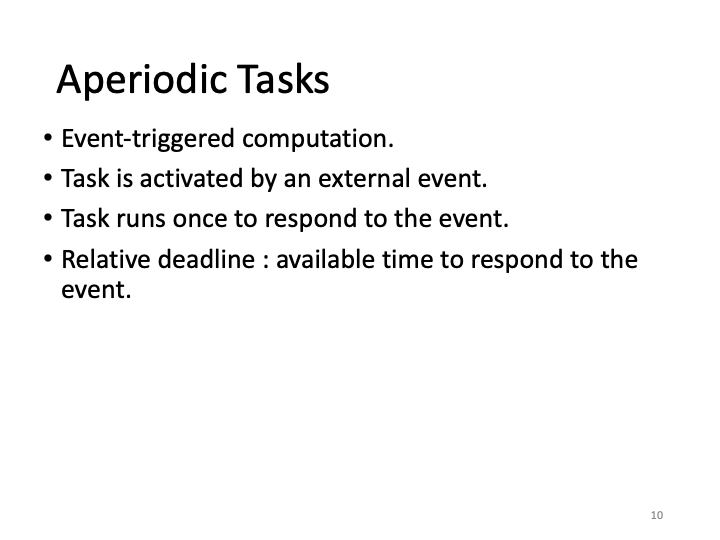 Aperiodic Tasks
• Event-triggered computation.
• Task is activated by an external event.
• Task runs once to respond to the event.
• Relative deadline : available time to respond to the
event.
10